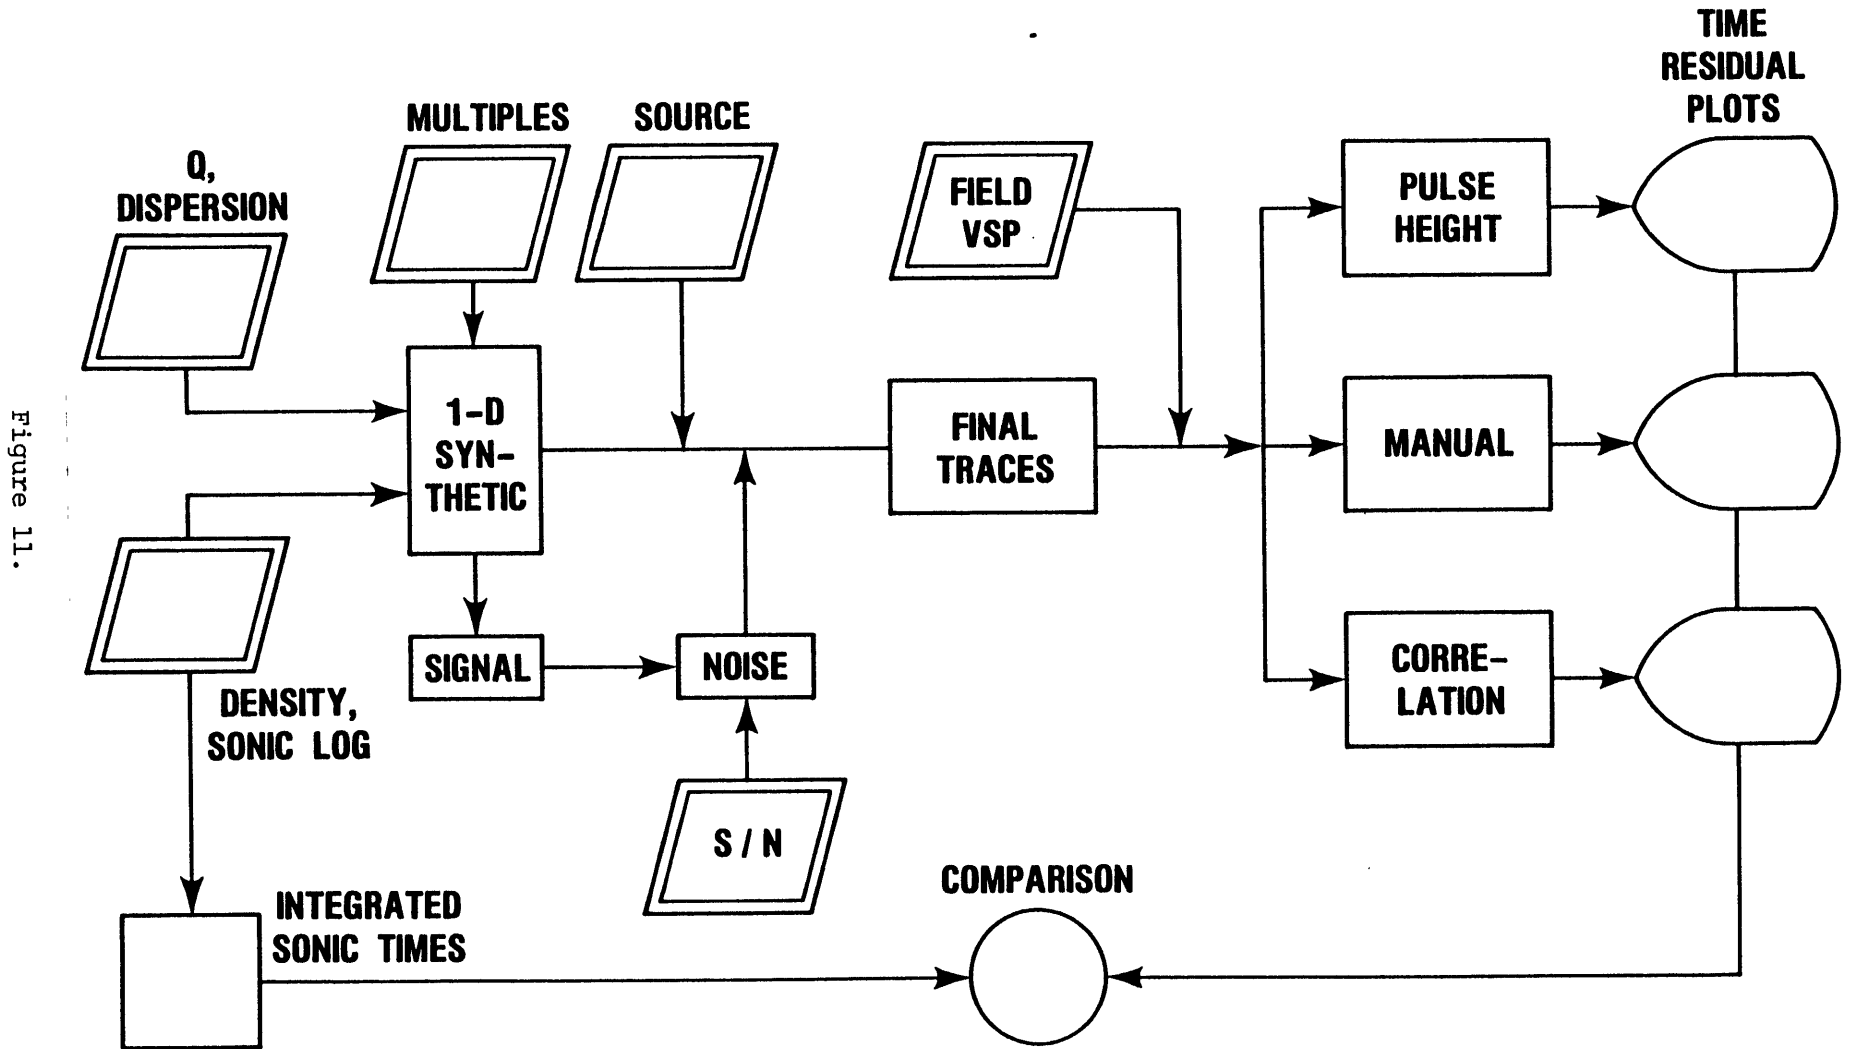 TIME
RESIDUAL
PLOTS
MULTIPLES
SOURCE
Q,
DISPERSION
FIELD
VSP
PULSE
HEIGHT
1-D
SYN-
THETIC
FINAL
TRACES
MANUAL
SIGNAL
NOISE
CORRE-
LATION
DENSITY,
SONIC LOG
S / N
INTEGRATED
SONIC TIMES
COMPARISON
Figure 11.